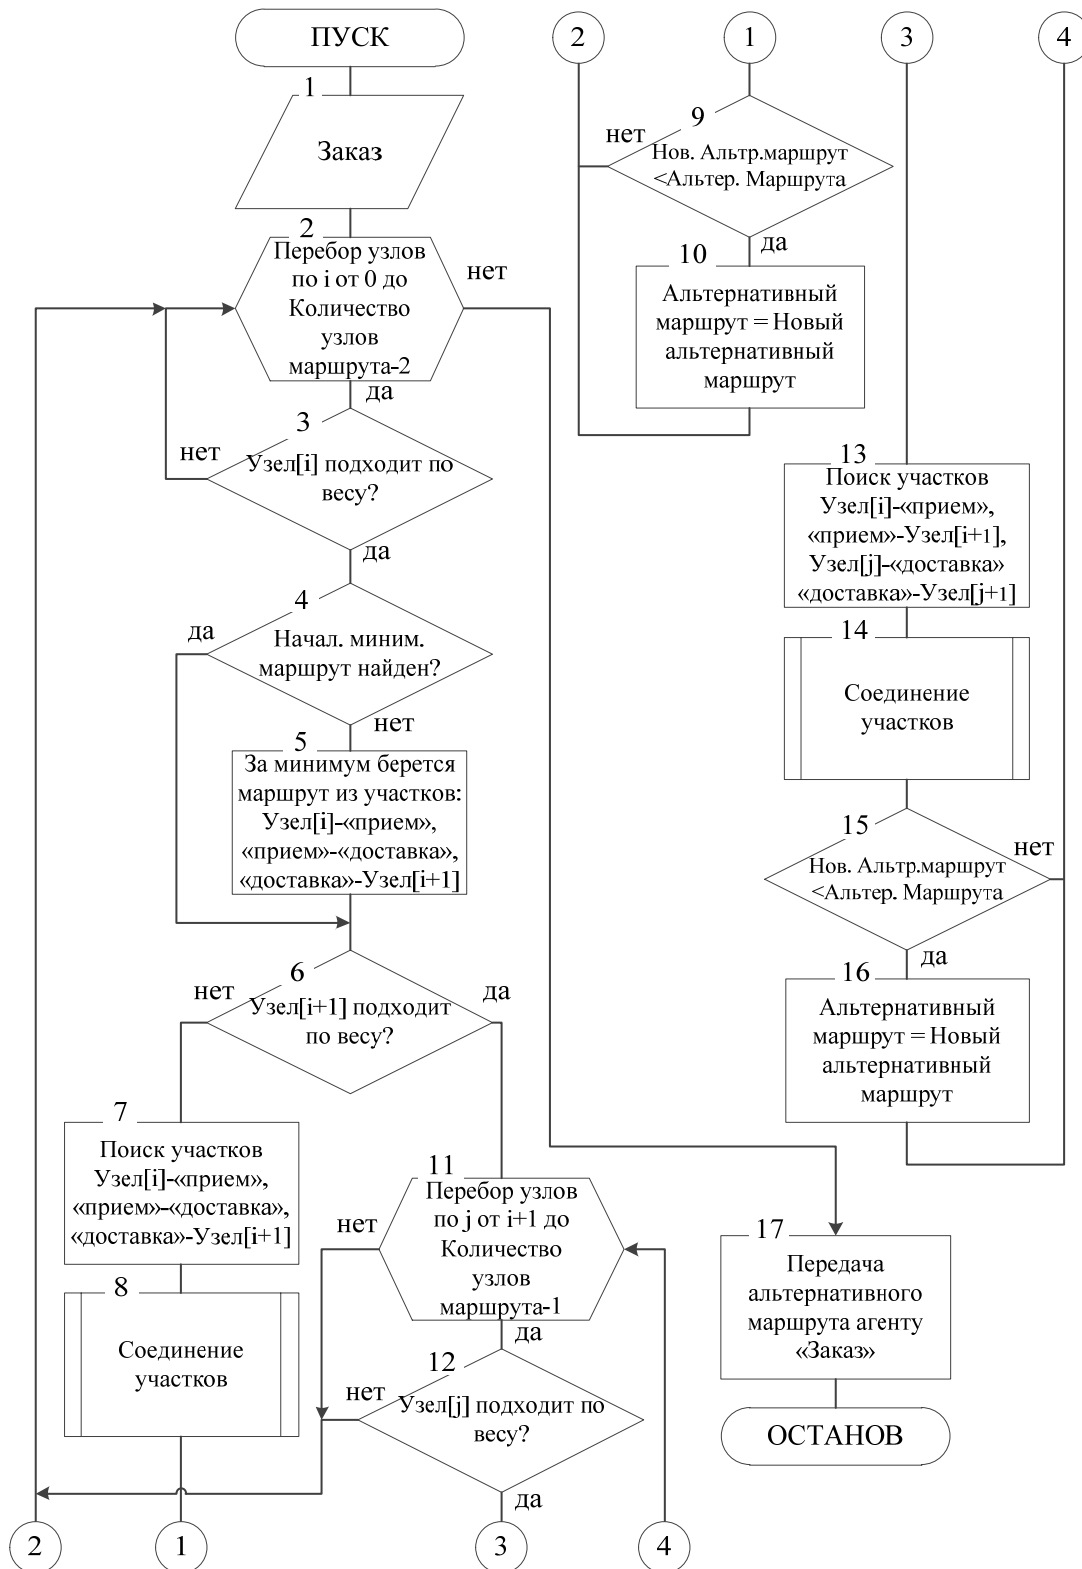 ПУСК
1
Заказ
2
Перебор узлов
по i от 0 до
Количество
узлов
маршрута-2
нет
да
3
нет
Узел[i] подходит по
весу?
да
4
да
Начал. миним.
маршрут найден?
нет
5
За минимум берется
маршрут из участков:
Узел[i]-«прием»,
«прием»-«доставка»,
«доставка»-Узел[i+1]
6
нет
да
Узел[i+1] подходит
по весу?
7
Поиск участков
Узел[i]-«прием»,
«прием»-«доставка»,
«доставка»-Узел[i+1]
8
Соединение
участков
11
нет
Перебор узлов
по j от i+1 до
Количество
узлов
маршрута-1
да
12
нет
Узел[j] подходит по
весу?
да
2
1
3
4
2
1
3
4
9
нет
Нов. Альтр.маршрут
<Альтер. Маршрута
да
10
Альтернативный
маршрут = Новый
альтернативный
маршрут
13
Поиск участков
Узел[i]-«прием»,
«прием»-Узел[i+1],
Узел[j]-«доставка»
«доставка»-Узел[j+1]
14
Соединение
участков
15
нет
Нов. Альтр.маршрут
<Альтер. Маршрута
да
16
Альтернативный
маршрут = Новый
альтернативный
маршрут
17
Передача
альтернативного
маршрута агенту
«Заказ»
ОСТАНОВ